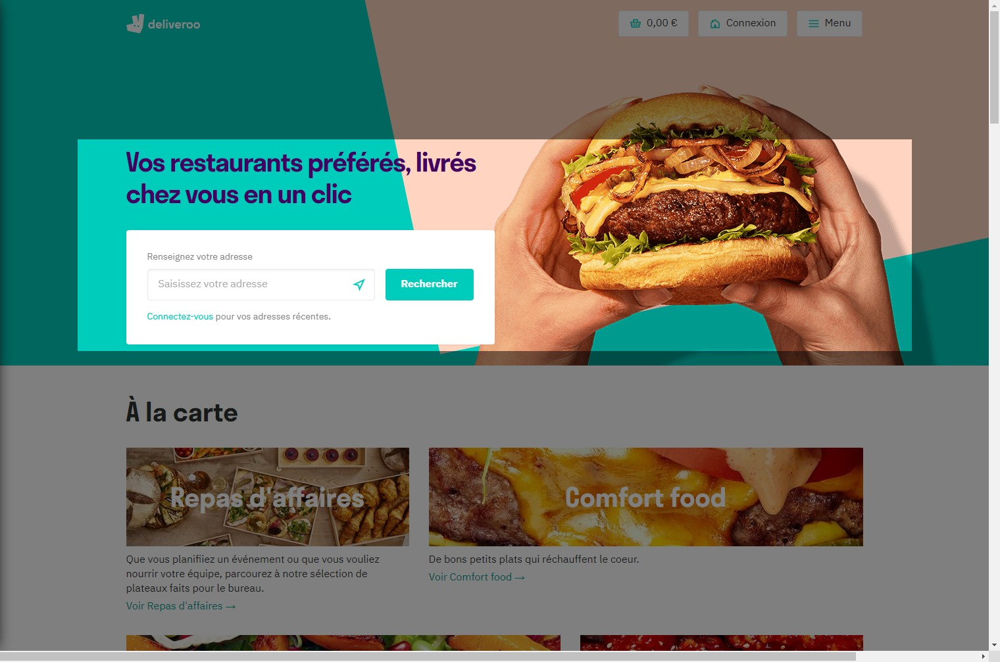 deliveroo
0,00 €
Connexion
Menu
Vos restaurants préférés, livrés
chez vous en un clic
Renseignez votre adresse
Saisissez votre adresse
Rechercher
Connectez-vous pour vos adresses récentes.
À la carte
Repas d'affaires
Que vous planifiiez un événement ou que vous vouliez
nourrir votre équipe, parcourez à notre sélection de
plateaux faits pour le bureau.
Voir Repas d'affaires →
Comfort food
De bons petits plats qui réchauffent le coeur.
Voir Comfort food →